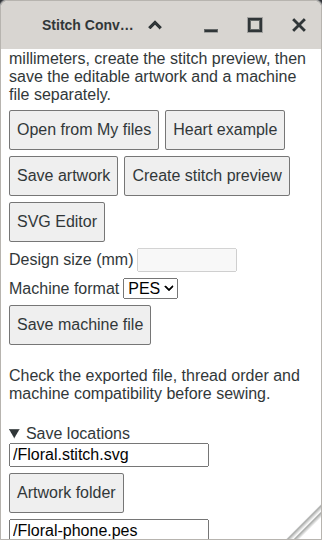 Stitch Conv...
millimeters, create the stitch preview, then
save the editable artwork and a machine
file separately.
Open from My files
Heart example
Save artwork
Create stitch preview
SVG Editor
Design size (mm)
Machine format PES
Save machine file
Check the exported file, thread order and
machine compatibility before sewing.
▼ Save locations
/Floral.stitch.svg
Artwork folder
/Floral-phone.pes